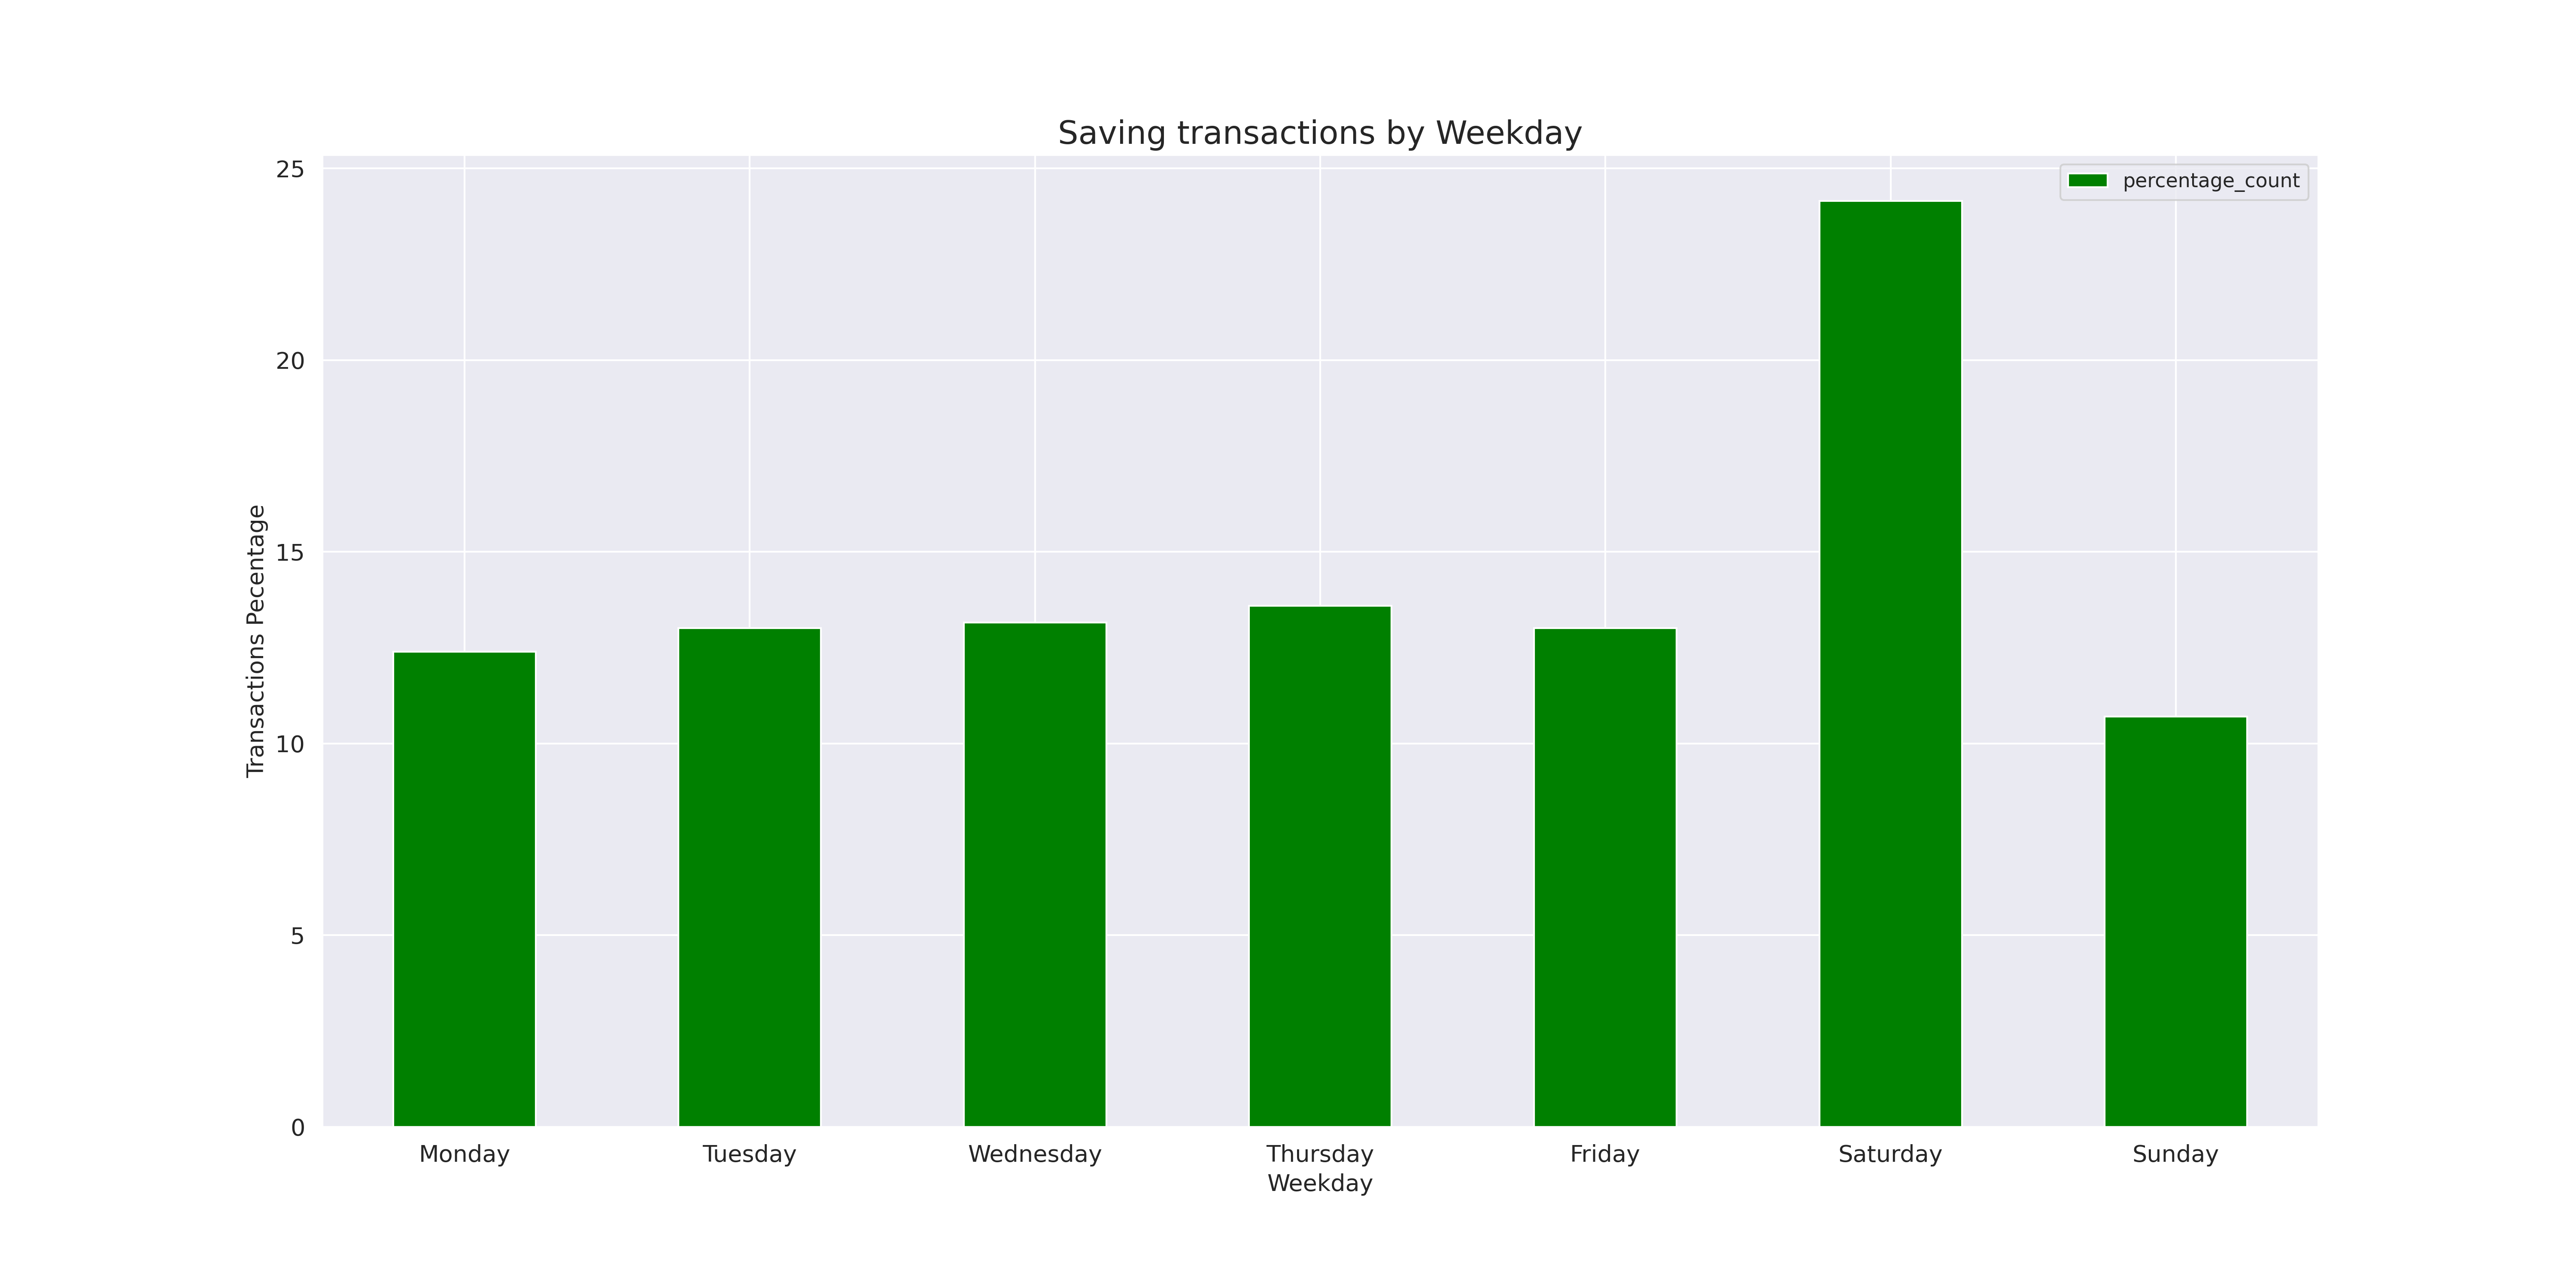 Saving transactions by Weekday
percentage_count
25
20
15
10
5
0
Transactions Pecentage
Monday Tuesday Wednesday Thursday Friday Saturday Sunday
Weekday